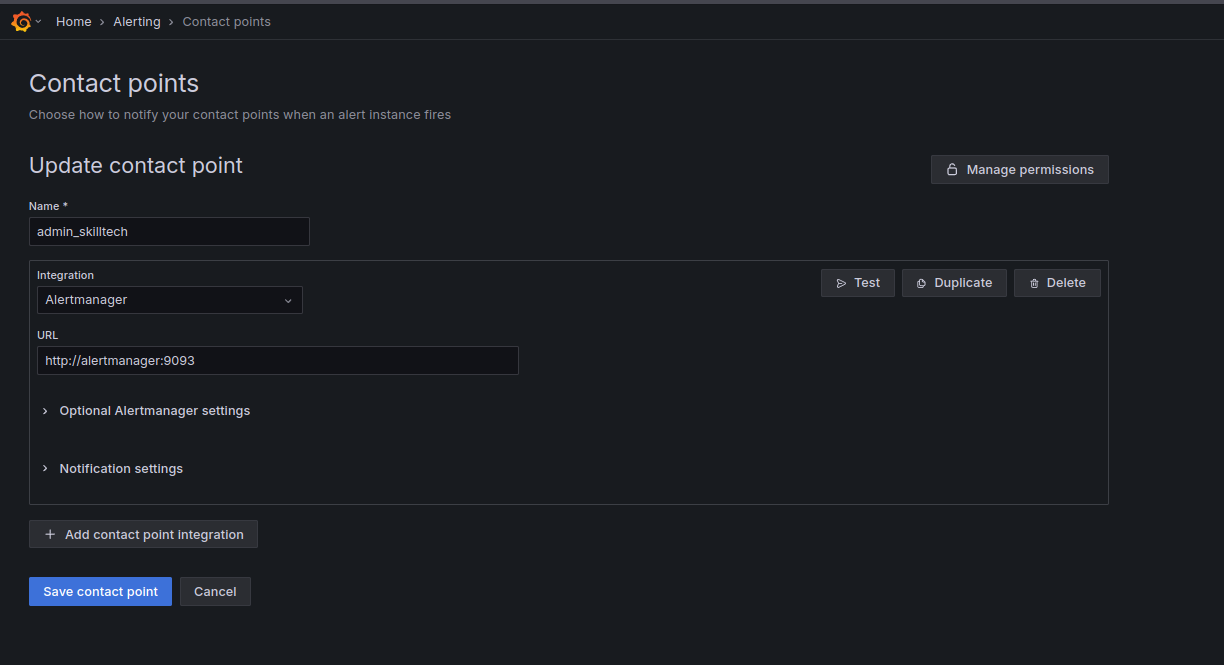 Home › Alerting › Contact points
Contact points
Choose how to notify your contact points when an alert instance fires
Update contact point
Manage permissions
Name *
admin_skilltech
Integration
Alertmanager
Test
Duplicate
Delete
URL
http://alertmanager:9093
Optional Alertmanager settings
Notification settings
Add contact point integration
Save contact point
Cancel